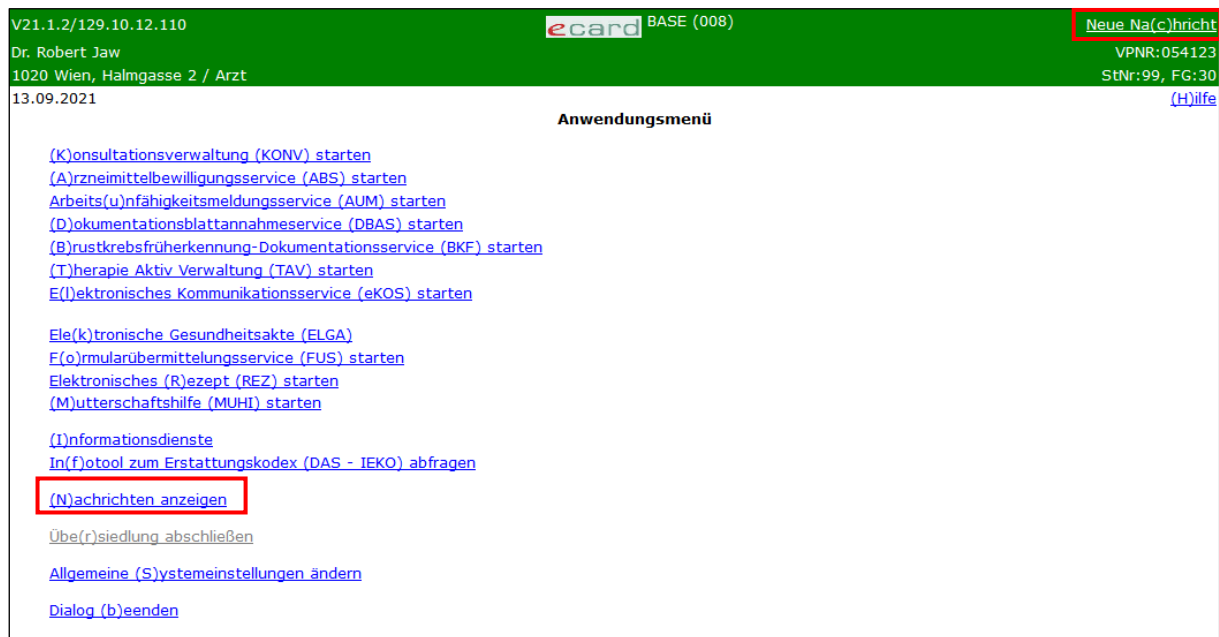 V21.1.2/129.10.12.110 ecard BASE (008) Neue Na(c)hricht
Dr. Robert Jaw VPNR:054123
1020 Wien, Halmgasse 2 / Arzt StNr:99, FG:30
13.09.2021 (H)ilfe
Anwendungsmenü
(K)onsultationsverwaltung (KONV) starten
(A)rzneimittelbewilligungsservice (ABS) starten
Arbeits(u)nfähigkeitsmeldungsservice (AUM) starten
(D)okumentationsblattannahmeservice (DBAS) starten
(B)rustkrebsfrüherkennung-Dokumentationsservice (BKF) starten
(T)herapie Aktiv Verwaltung (TAV) starten
E(l)ektronisches Kommunikationsservice (eKOS) starten
Ele(k)tronische Gesundheitsakte (ELGA)
F(o)rmularübermittelungsservice (FUS) starten
Elektronisches (R)ezept (REZ) starten
(M)utterschaftshilfe (MUHI) starten
(I)nformationsdienste
In(f)otool zum Erstattungskodex (DAS - IEKO) abfragen
(N)achrichten anzeigen
Übe(r)siedlung abschließen
Allgemeine (S)ystemeinstellungen ändern
Dialog (b)eenden